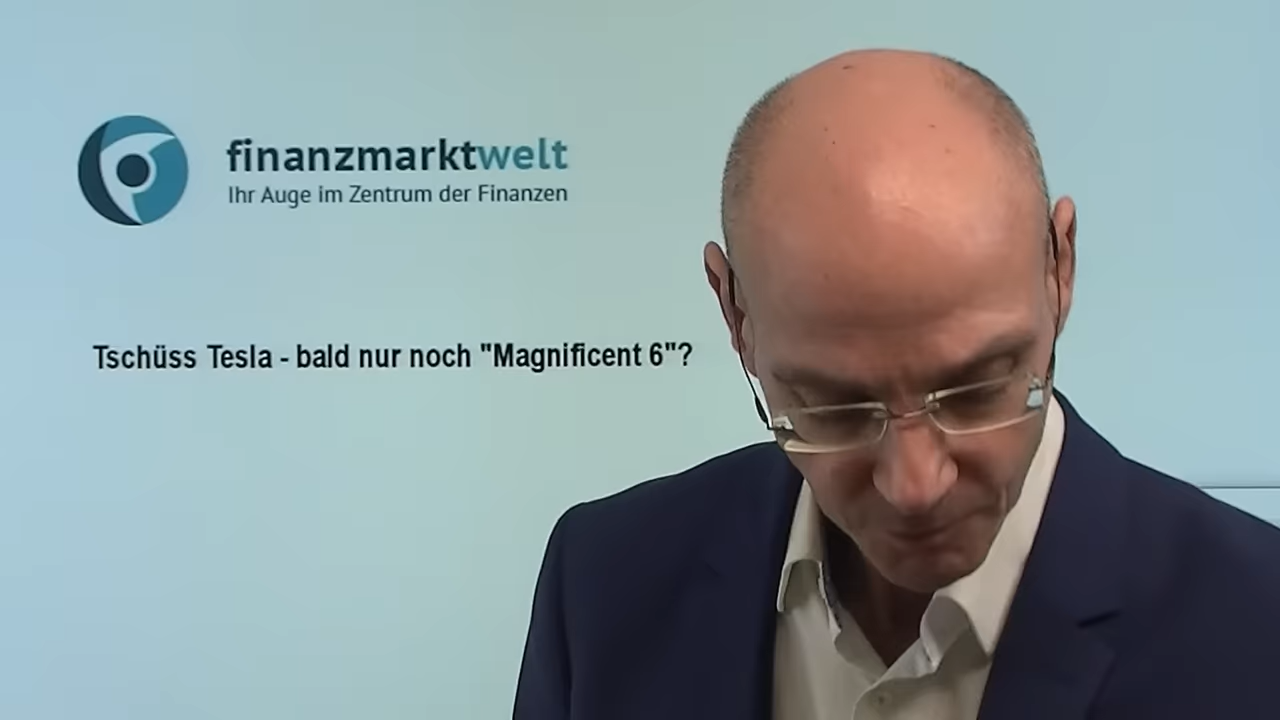 finanzmarktwelt
Ihr Auge im Zentrum der Finanzen
Tschüss Tesla - bald nur noch "Magnificent 6"?